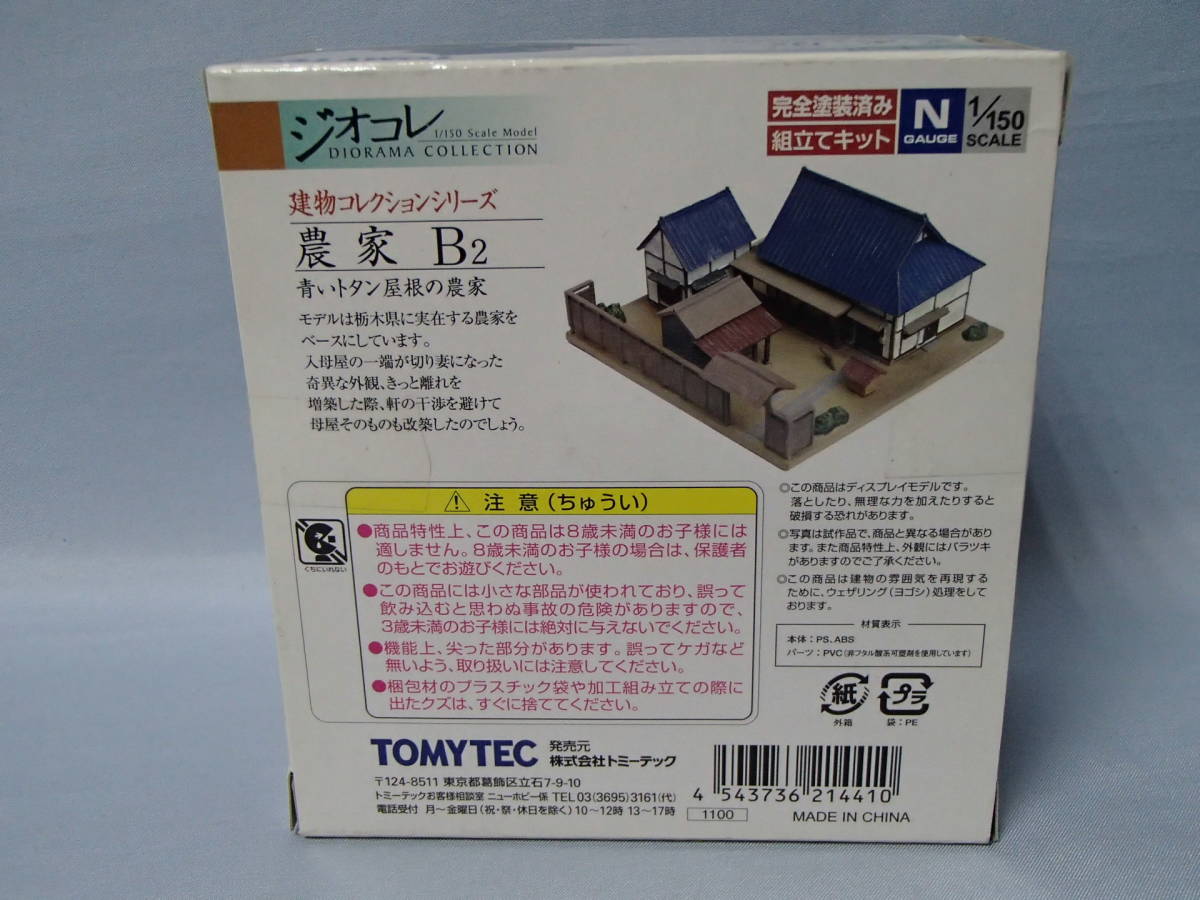 ジオコレ
1/150 Scale Model
DIORAMA COLLECTION
完全塗装済み
組立てキット
N
GAUGE
1/150
SCALE
建物コレクションシリーズ
農家 B2
青いトタン屋根の農家
モデルは栃木県に実在する農家を
ベースにしています。
入母屋の一端が切り妻になった
奇異な外観、きっと離れを
増築した際、軒の干渉を避けて
母屋そのものも改築したのでしょう。
くちにいれない
注意(ちゅうい)
●商品特性上、この商品は8歳未満のお子様には
適しません。8歳未満のお子様の場合は、保護者
のもとでお遊びください。
●この商品には小さな部品が使われており、誤って
飲み込むと思わぬ事故の危険がありますので、
3歳未満のお子様には絶対に与えないでください。
●機能上、尖った部分があります。誤ってケガなど
無いよう、取り扱いには注意してください。
●梱包材のプラスチック袋や加工組み立ての際に
出たクズは、すぐに捨ててください。
◎この商品はディスプレイモデルです。
落としたり、無理な力を加えたりすると
破損する恐れがあります。
◎写真は試作品で、商品と異なる場合があり
ます。また商品特性上、外観にはバラツキ
がありますのでご了承ください。
◎この商品は建物の雰囲気を再現する
ために、ウェザリング(ヨゴシ)処理をして
おります。
材質表示
本体:PS、ABS
パーツ:PVC(非フタル酸系可塑剤を使用しています)
紙
外箱
プラ
袋:PE
TOMYTEC
発売元
株式会社トミーテック
〒124-8511 東京都葛飾区立石7-9-10
トミーテックお客様相談室 ニューホビー係 TEL 03(3695)3161(代)
電話受付 月〜金曜日(祝・祭・休日を除く)10〜12時 13〜17時
4 543736 214410
1100
MADE IN CHINA